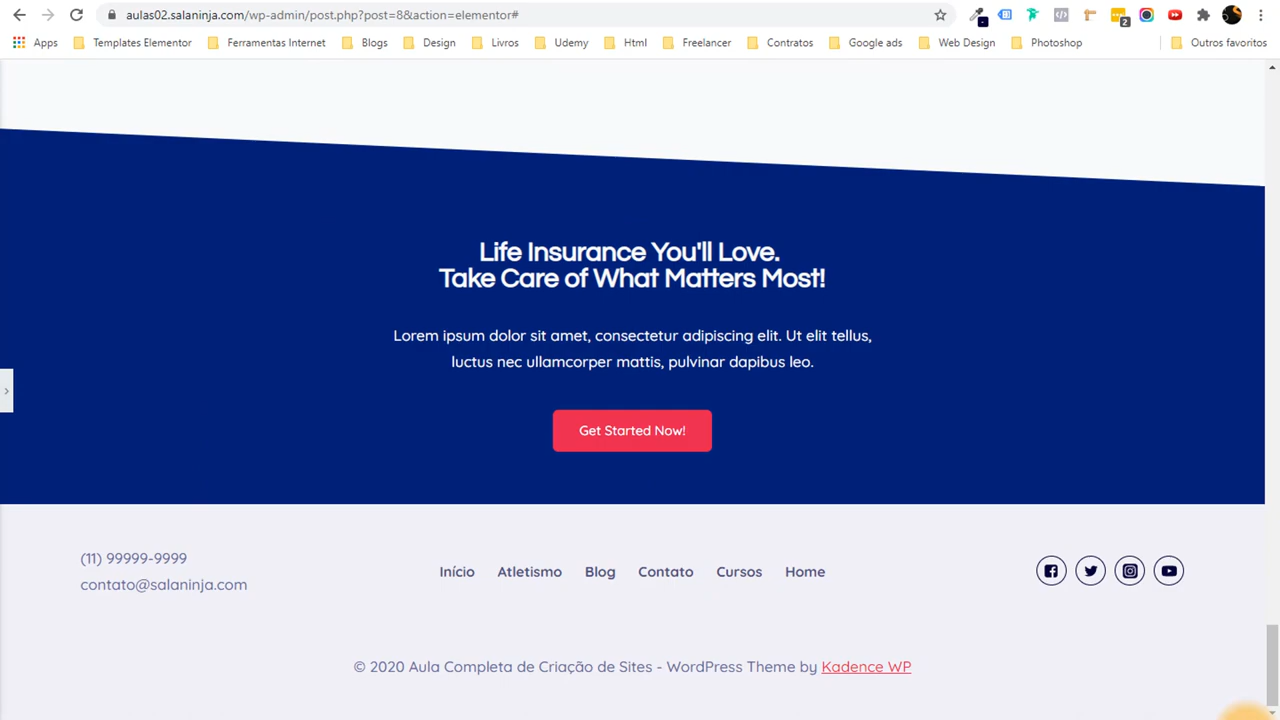 aulas02.salaninja.com/wp-admin/post.php?post=8&action=elementor#
2
Apps Templates Elementor Ferramentas Internet Blogs Design Livros Udemy Html Freelancer Contratos Google ads Web Design Photoshop Outros favoritos
Life Insurance You'll Love.
Take Care of What Matters Most!
Lorem ipsum dolor sit amet, consectetur adipiscing elit. Ut elit tellus,
luctus nec ullamcorper mattis, pulvinar dapibus leo.
Get Started Now!
(11) 99999-9999
contato@salaninja.com
Início Atletismo Blog Contato Cursos Home
© 2020 Aula Completa de Criação de Sites - WordPress Theme by Kadence WP